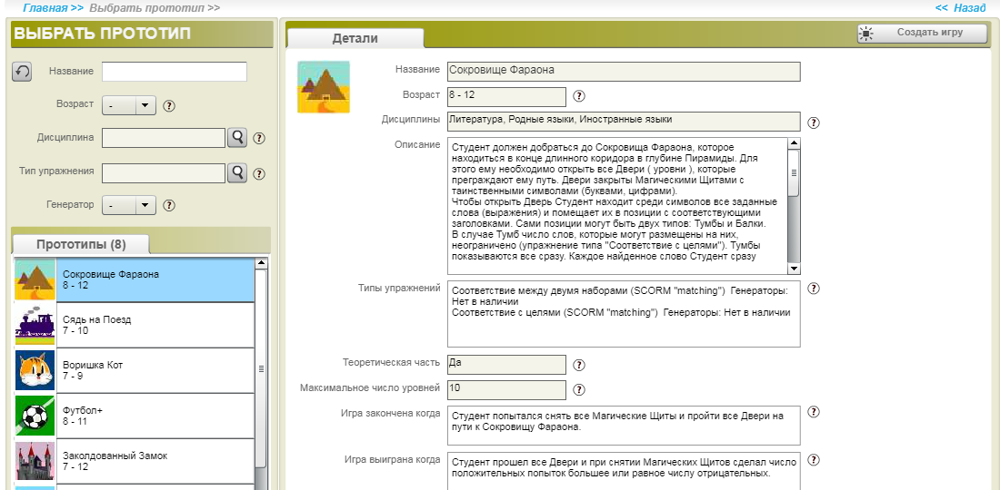 Главная >> Выбрать прототип >>
<< Назад
ВЫБРАТЬ ПРОТОТИП
Название
Возраст
-
?
Дисциплина
?
Тип упражнения
?
Генератор
-
?
Прототипы (8)
Сокровище Фараона
8 - 12
Сядь на Поезд
7 - 10
Воришка Кот
7 - 9
Футбол+
8 - 11
Заколдованный Замок
7 - 12
Детали
Создать игру
Название
Сокровище Фараона
Возраст
8 - 12
?
Дисциплины
Литература, Родные языки, Иностранные языки
?
Описание
Студент должен добраться до Сокровища Фараона, которое
находиться в конце длинного коридора в глубине Пирамиды. Для
этого ему необходимо открыть все Двери ( уровни ), которые
преграждают ему путь. Двери закрыты Магическими Щитами с
таинственными символами (буквами, цифрами).
Чтобы открыть Дверь Студент находит среди символов все заданные
слова (выражения) и помещает их в позиции с соответствующими
заголовками. Сами позиции могут быть двух типов: Тумбы и Балки.
В случае Тумб число слов, которые могут размещены на них,
неограничено (упражнение типа "Соответствие с целями"). Тумбы
показываются все сразу. Каждое найденное слово Студент сразу
Типы упражнений
Соответствие между двумя наборами (SCORM "matching") Генераторы:
Нет в наличии
Соответствие с целями (SCORM "matching") Генераторы: Нет в наличии
?
Теоретическая часть
Да
?
Максимальное число уровней
10
?
Игра закончена когда
Студент попытался снять все Магические Щиты и пройти все Двери на
пути к Сокровищу Фараона.
?
Игра выиграна когда
Студент прошел все Двери и при снятии Магических Щитов сделал число
положительных попыток большее или равное числу отрицательных.
?